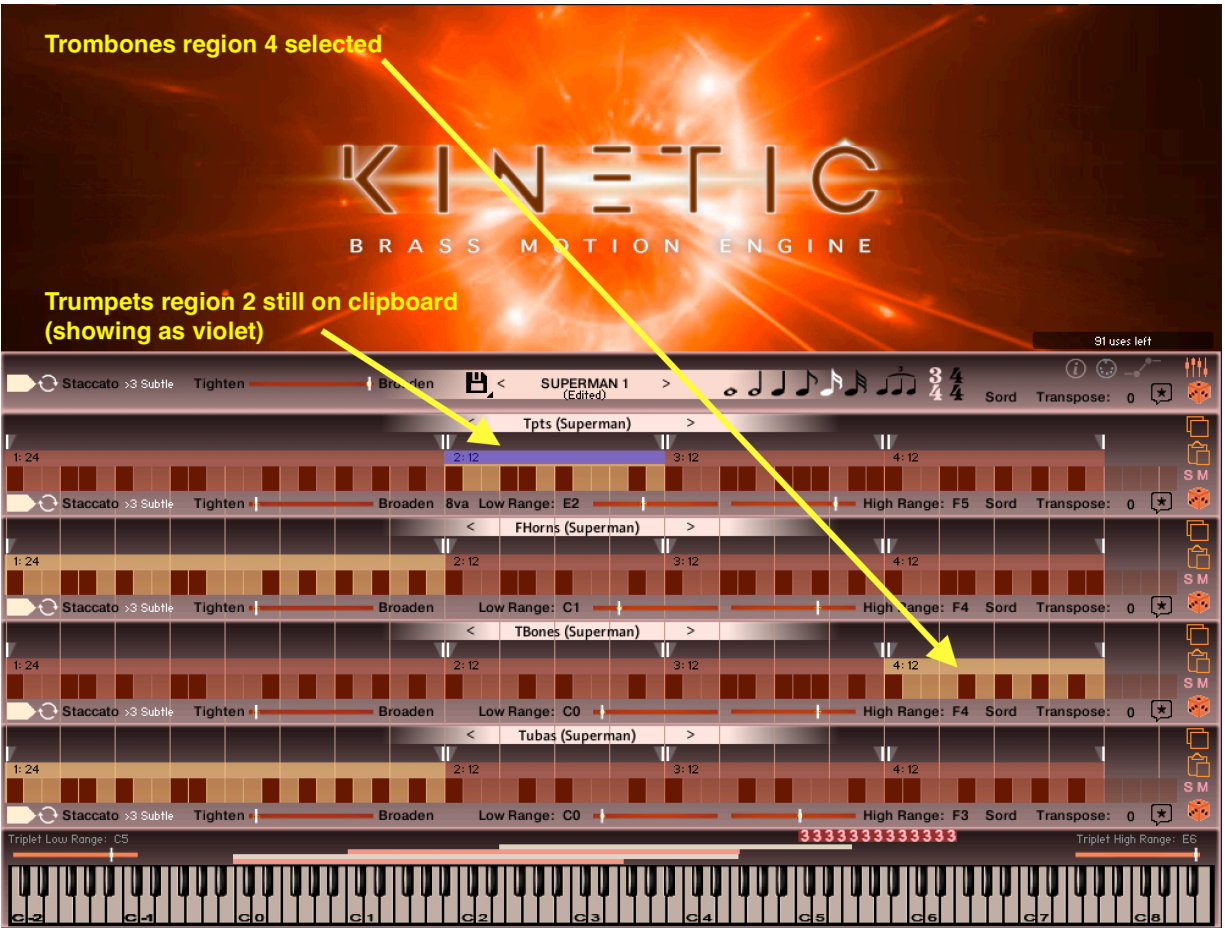 Trombones region 4 selected
KINETIC
BRASS MOTION ENGINE
Trumpets region 2 still on clipboard
(showing as violet)
91 uses left
Staccato >3 Subtle Tighten Broaden < SUPERMAN 1 > 3 3 4
(Edited) 4 4 Sord Transpose: 0
< Tpts (Superman) >
1: 24 2: 12 3: 12 4: 12
S M
Staccato >3 Subtle Tighten Broaden 8va Low Range: E2 High Range: F5 Sord Transpose: 0
< FHorns (Superman) >
1: 24 2: 12 3: 12 4: 12
S M
Staccato >3 Subtle Tighten Broaden Low Range: C1 High Range: F4 Sord Transpose: 0
< TBones (Superman) >
1: 24 2: 12 3: 12 4: 12
S M
Staccato >3 Subtle Tighten Broaden Low Range: C0 High Range: F4 Sord Transpose: 0
< Tubas (Superman) >
1: 24 2: 12 3: 12 4: 12
S M
Staccato >3 Subtle Tighten Broaden Low Range: C0 High Range: F3 Sord Transpose: 0
Triplet Low Range: C5 3333333333333 Triplet High Range: E6
C-2 C-1 C0 C1 C2 C3 C4 C5 C6 C7 C8